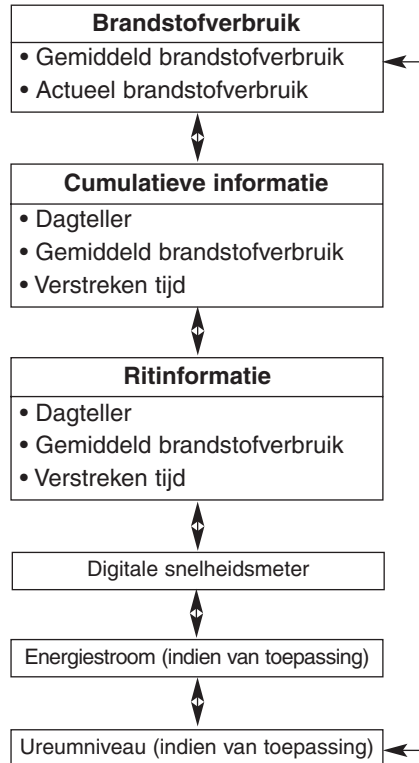 Brandstofverbruik
• Gemiddeld brandstofverbruik
• Actueel brandstofverbruik
Cumulatieve informatie
• Dagteller
• Gemiddeld brandstofverbruik
• Verstreken tijd
Ritinformatie
• Dagteller
• Gemiddeld brandstofverbruik
• Verstreken tijd
Digitale snelheidsmeter
Energiestroom (indien van toepassing)
Ureumniveau (indien van toepassing)